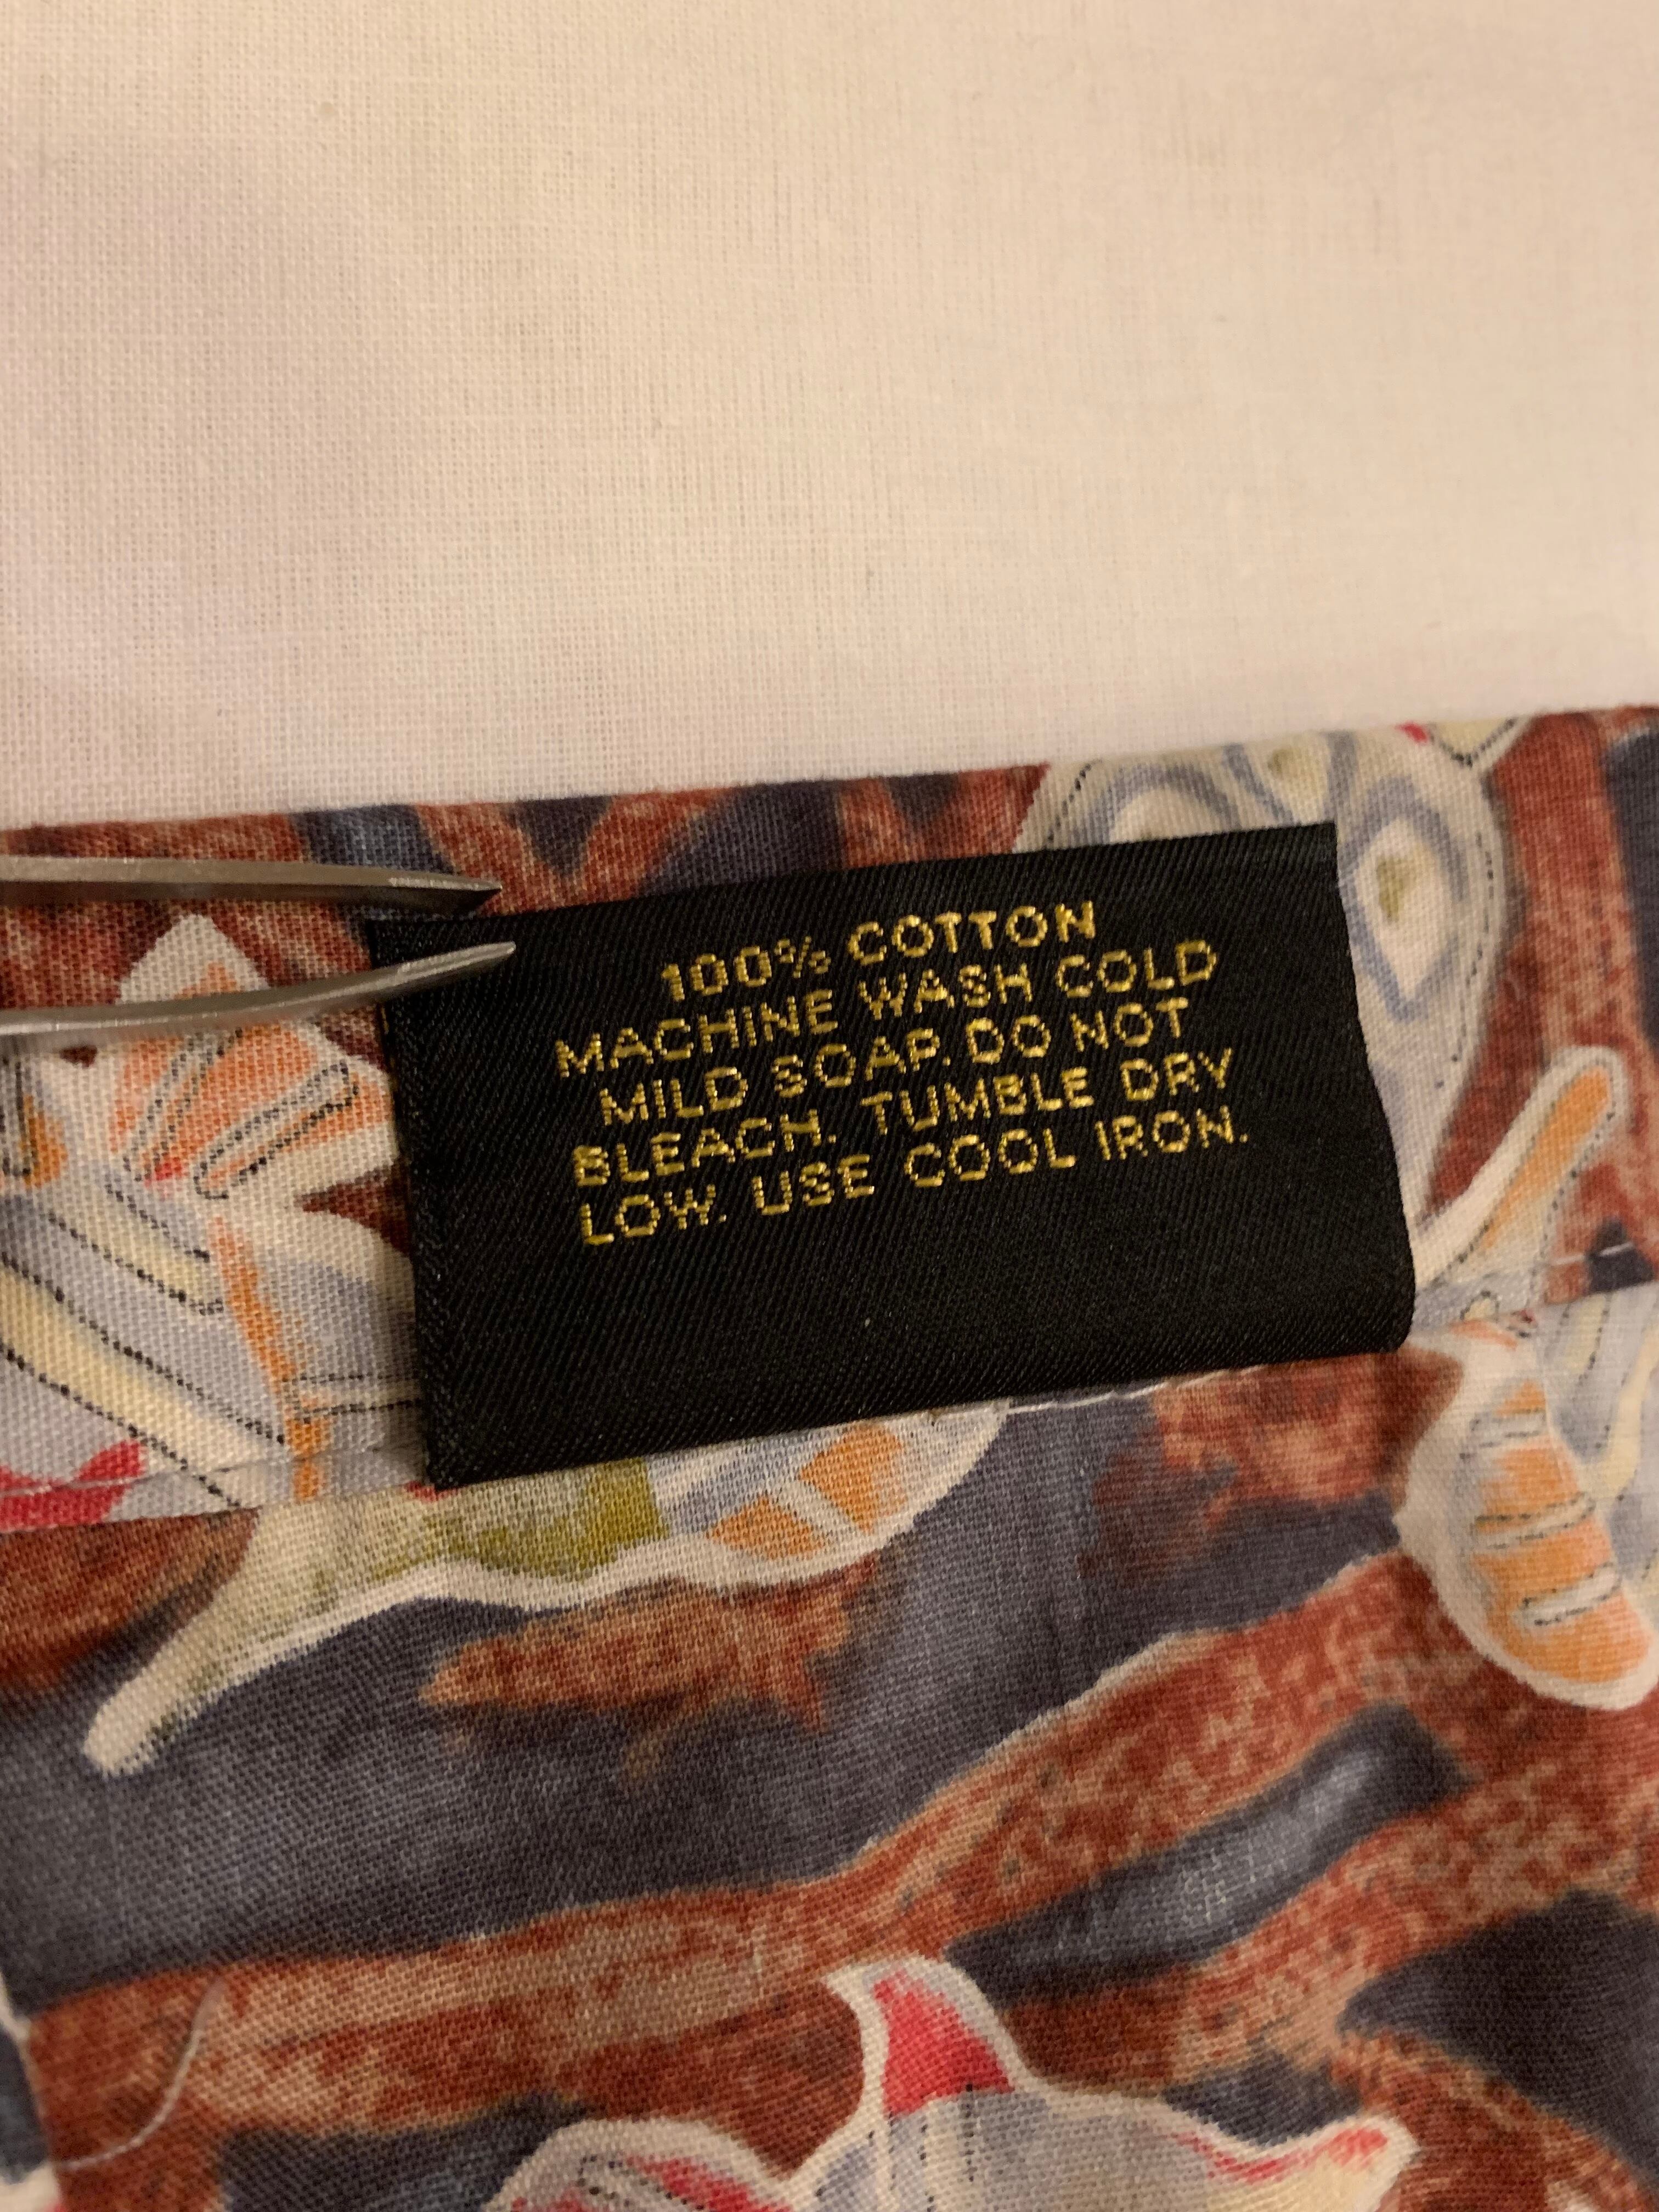 100% COTTON
MACHINE WASH COLD
MILD SOAP. DO NOT
BLEACH. TUMBLE DRY
LOW. USE COOL IRON.